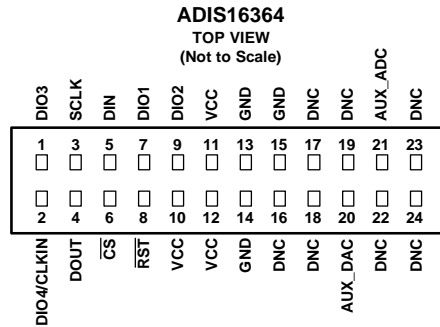 ADIS16364
TOP VIEW
(Not to Scale)
DIO3 SCLK DIN DIO1 DIO2 VCC GND GND DNC DNC AUX_ADC DNC
1 3 5 7 9 11 13 15 17 19 21 23
2 4 6 8 10 12 14 16 18 20 22 24
DIO4/CLKIN DOUT CS RST VCC VCC GND DNC DNC AUX_DAC DNC DNC